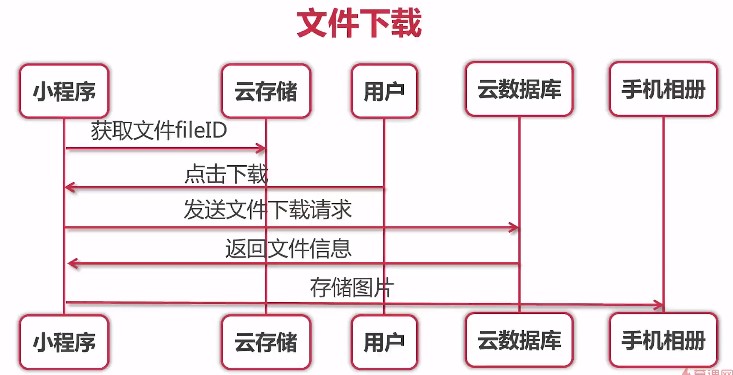 文件下载
小程序
云存储
用户
云数据库
手机相册
获取文件fileID
点击下载
发送文件下载请求
返回文件信息
存储图片
小程序
云存储
用户
云数据库
手机相册